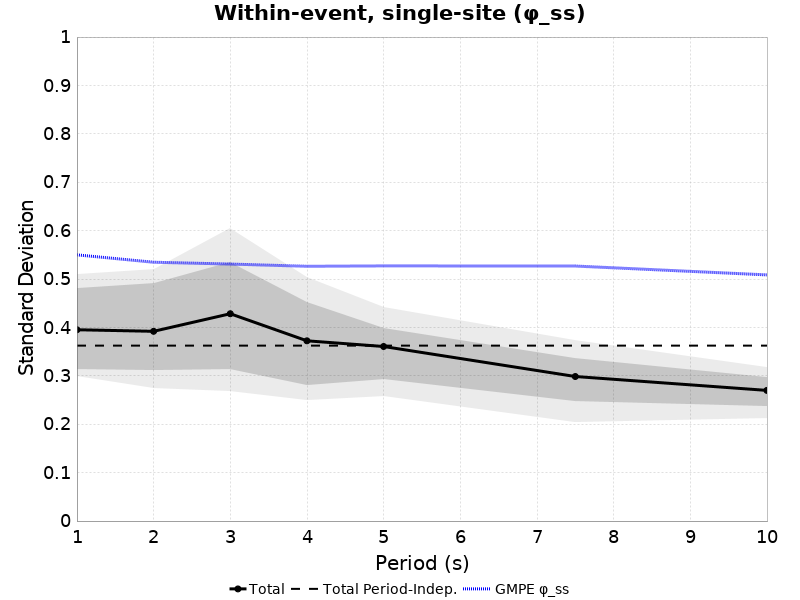 Within-event, single-site (φ_ss)
1
0.9
0.8
0.7
0.6
0.5
0.4
0.3
0.2
0.1
0
Standard Deviation
1 2 3 4 5 6 7 8 9 10
Period (s)
Total Total Period-Indep. GMPE φ_ss